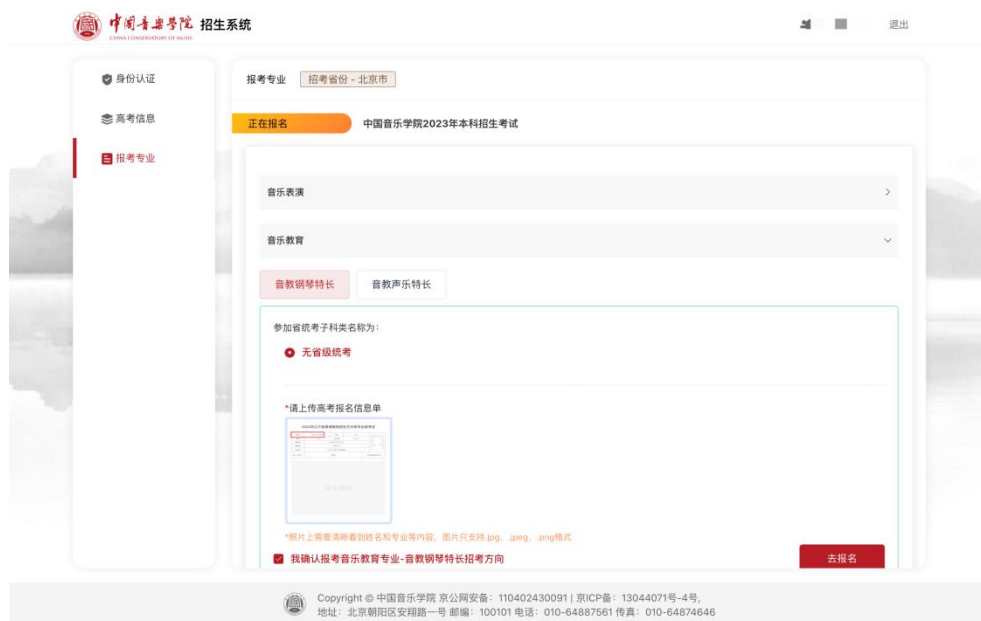 中国音乐学院 招生系统
CHINA CONSERVATORY OF MUSIC
退出
身份认证
高考信息
报考专业
报考专业 招考省份 - 北京市
正在报名 中国音乐学院2023年本科招生考试
音乐表演
音乐教育
音教钢琴特长 音教声乐特长
参加省统考子科类名称为:
无省级统考
*请上传高考报名信息单
*照片上需要清晰看到姓名和专业等内容, 图片只支持.jpg、.jpeg、.png格式
我确认报考音乐教育专业-音教钢琴特长招考方向
去报名
Copyright © 中国音乐学院 京公网安备: 110402430091 | 京ICP备: 13044071号-4号,
地址: 北京朝阳区安翔路一号 邮编: 100101 电话: 010-64887561 传真: 010-64874646